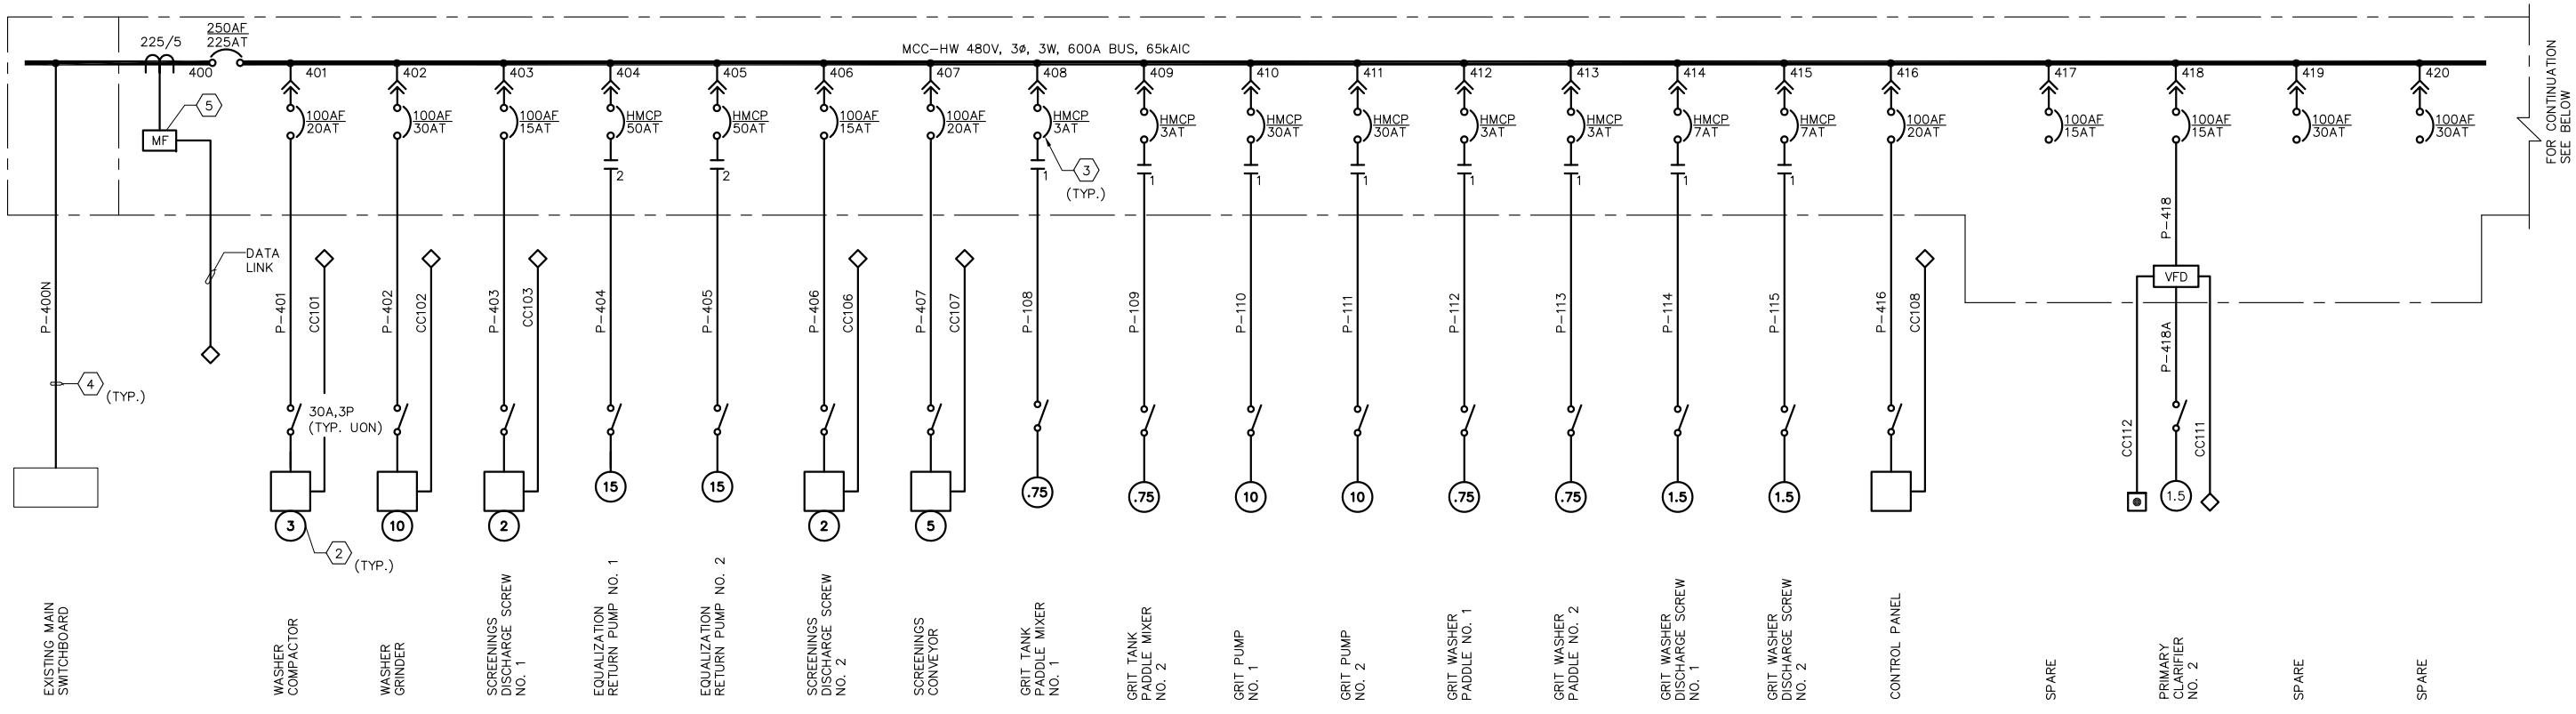 250AF
225AT
225/5
MCC-HW 480V, 3ø, 3W, 600A BUS, 65kAIC
400
401
402
403
404
405
406
407
408
409
410
411
412
413
414
415
416
417
418
419
420
5
MF
100AF
20AT
100AF
30AT
100AF
15AT
HMCP
50AT
HMCP
50AT
100AF
15AT
100AF
20AT
HMCP
3AT
HMCP
3AT
HMCP
30AT
HMCP
30AT
HMCP
3AT
HMCP
3AT
HMCP
7AT
HMCP
7AT
100AF
20AT
100AF
15AT
100AF
15AT
100AF
30AT
100AF
30AT
FOR CONTINUATION
SEE BELOW
2
2
1
3
(TYP.)
1
1
1
1
1
1
1
DATA
LINK
P-400N
P-401
CC101
P-402
CC102
P-403
CC103
P-404
P-405
P-406
CC106
P-407
CC107
P-108
P-109
P-110
P-111
P-112
P-113
P-114
P-115
P-416
CC108
P-418
VFD
P-418A
CC112
CC111
4
(TYP.)
30A,3P
(TYP. UON)
3
10
2
15
15
2
5
.75
.75
10
10
.75
.75
1.5
1.5
1.5
2
(TYP.)
EXISTING MAIN
SWITCHBOARD
WASHER
COMPACTOR
WASHER
GRINDER
SCREENINGS
DISCHARGE SCREW
NO. 1
EQUALIZATION
RETURN PUMP NO. 1
EQUALIZATION
RETURN PUMP NO. 2
SCREENINGS
DISCHARGE SCREW
NO. 2
SCREENINGS
CONVEYOR
GRIT TANK
PADDLE MIXER
NO. 1
GRIT TANK
PADDLE MIXER
NO. 2
GRIT PUMP
NO. 1
GRIT PUMP
NO. 2
GRIT WASHER
PADDLE NO. 1
GRIT WASHER
PADDLE NO. 2
GRIT WASHER
DISCHARGE SCREW
NO. 1
GRIT WASHER
DISCHARGE SCREW
NO. 2
CONTROL PANEL
SPARE
PRIMARY
CLARIFIER
NO. 2
SPARE
SPARE